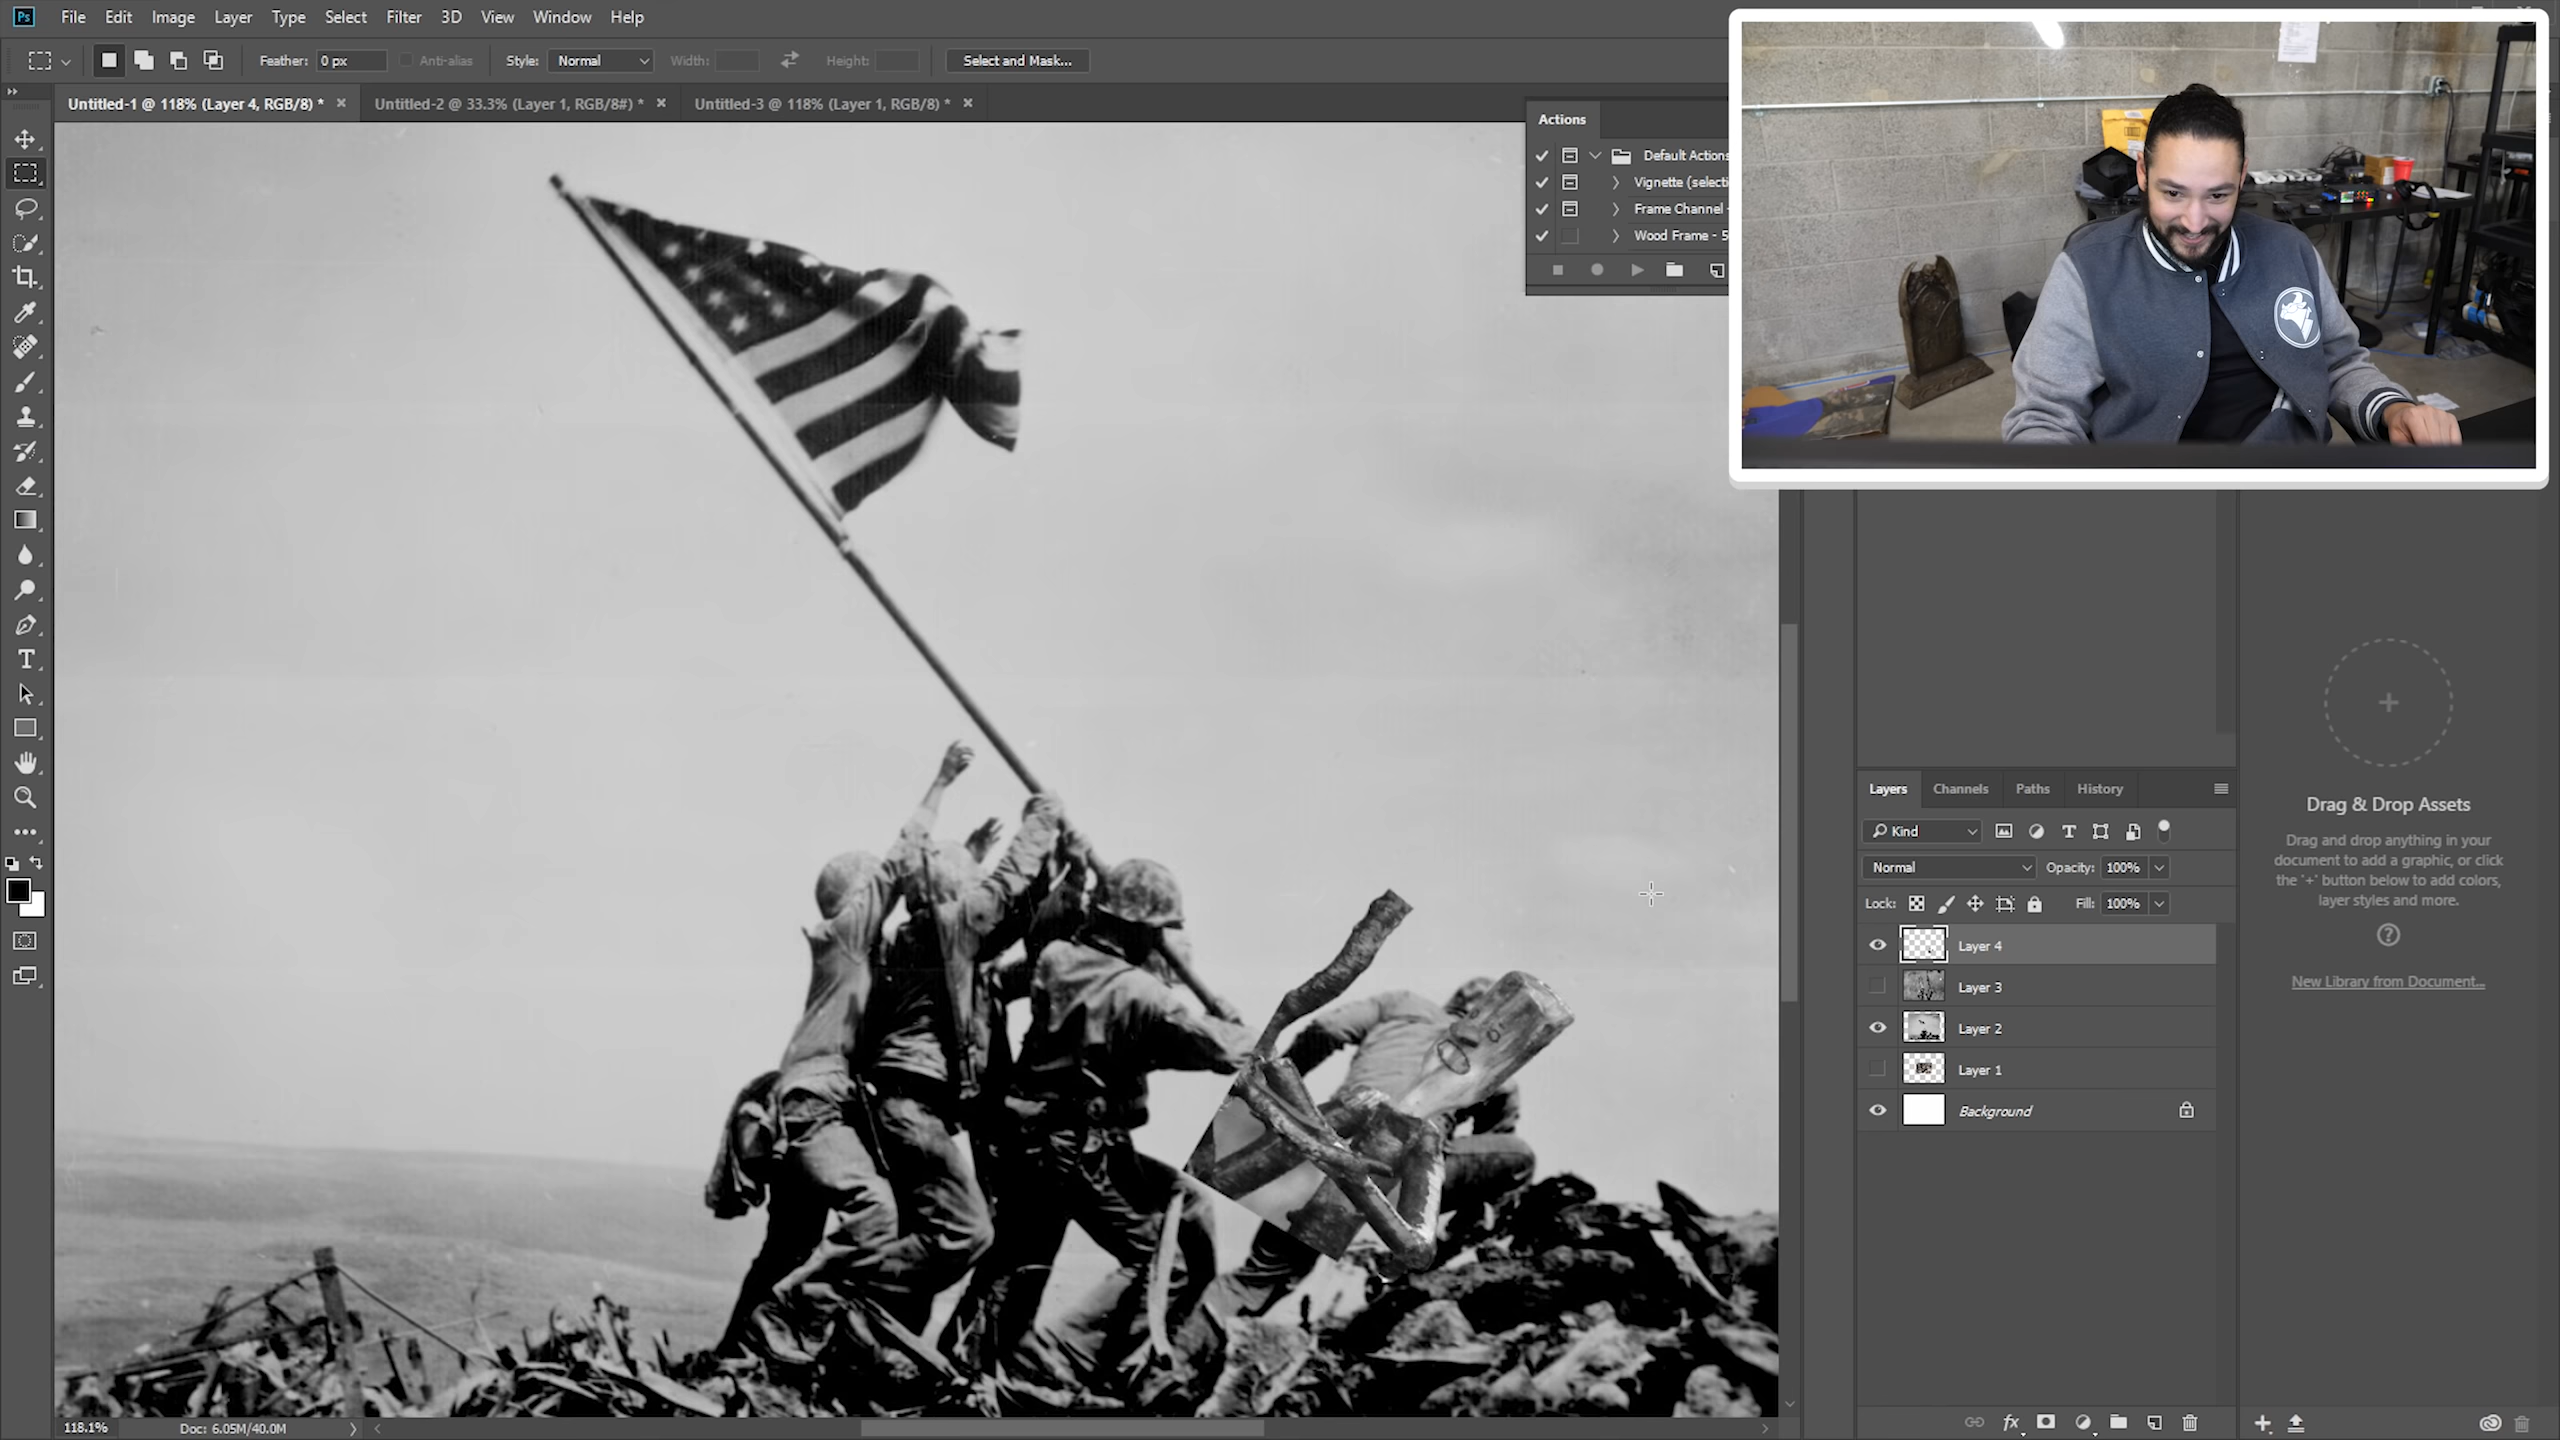 Ps File Edit Image Layer Type Select Filter 3D View Window Help
Feather: 0 px Anti-alias Style: Normal Width: Height: Select and Mask...
Untitled-1 @ 118% (Layer 4, RGB/8) * Untitled-2 @ 33.3% (Layer 1, RGB/8#) * Untitled-3 @ 118% (Layer 1, RGB/8) *
Actions
Default Actions
Vignette (selecti
Frame Channel -
Wood Frame - 5
Layers Channels Paths History
Kind
Normal Opacity: 100%
Lock: Fill: 100%
Layer 4
Layer 3
Layer 2
Layer 1
Background
Drag & Drop Assets
Drag and drop anything in your
document to add a graphic, or click
the '+' button below to add colors,
layer styles and more.
New Library from Document...
118.1% Doc: 6.05M/40.0M